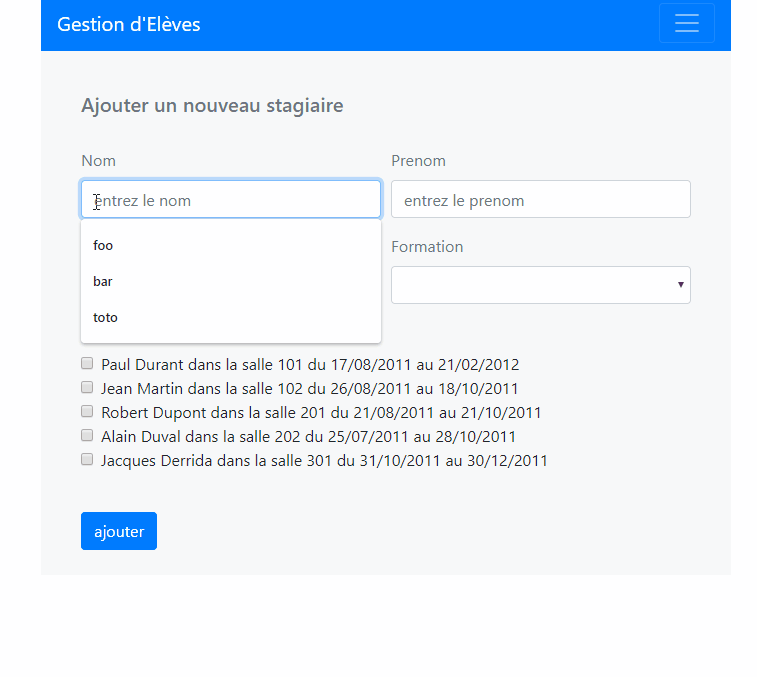 Gestion d'Elèves
Ajouter un nouveau stagiaire
Nom
Prenom
entrez le nom
entrez le prenom
foo
bar
toto
Formation
Paul Durant dans la salle 101 du 17/08/2011 au 21/02/2012
Jean Martin dans la salle 102 du 26/08/2011 au 18/10/2011
Robert Dupont dans la salle 201 du 21/08/2011 au 21/10/2011
Alain Duval dans la salle 202 du 25/07/2011 au 28/10/2011
Jacques Derrida dans la salle 301 du 31/10/2011 au 30/12/2011
ajouter